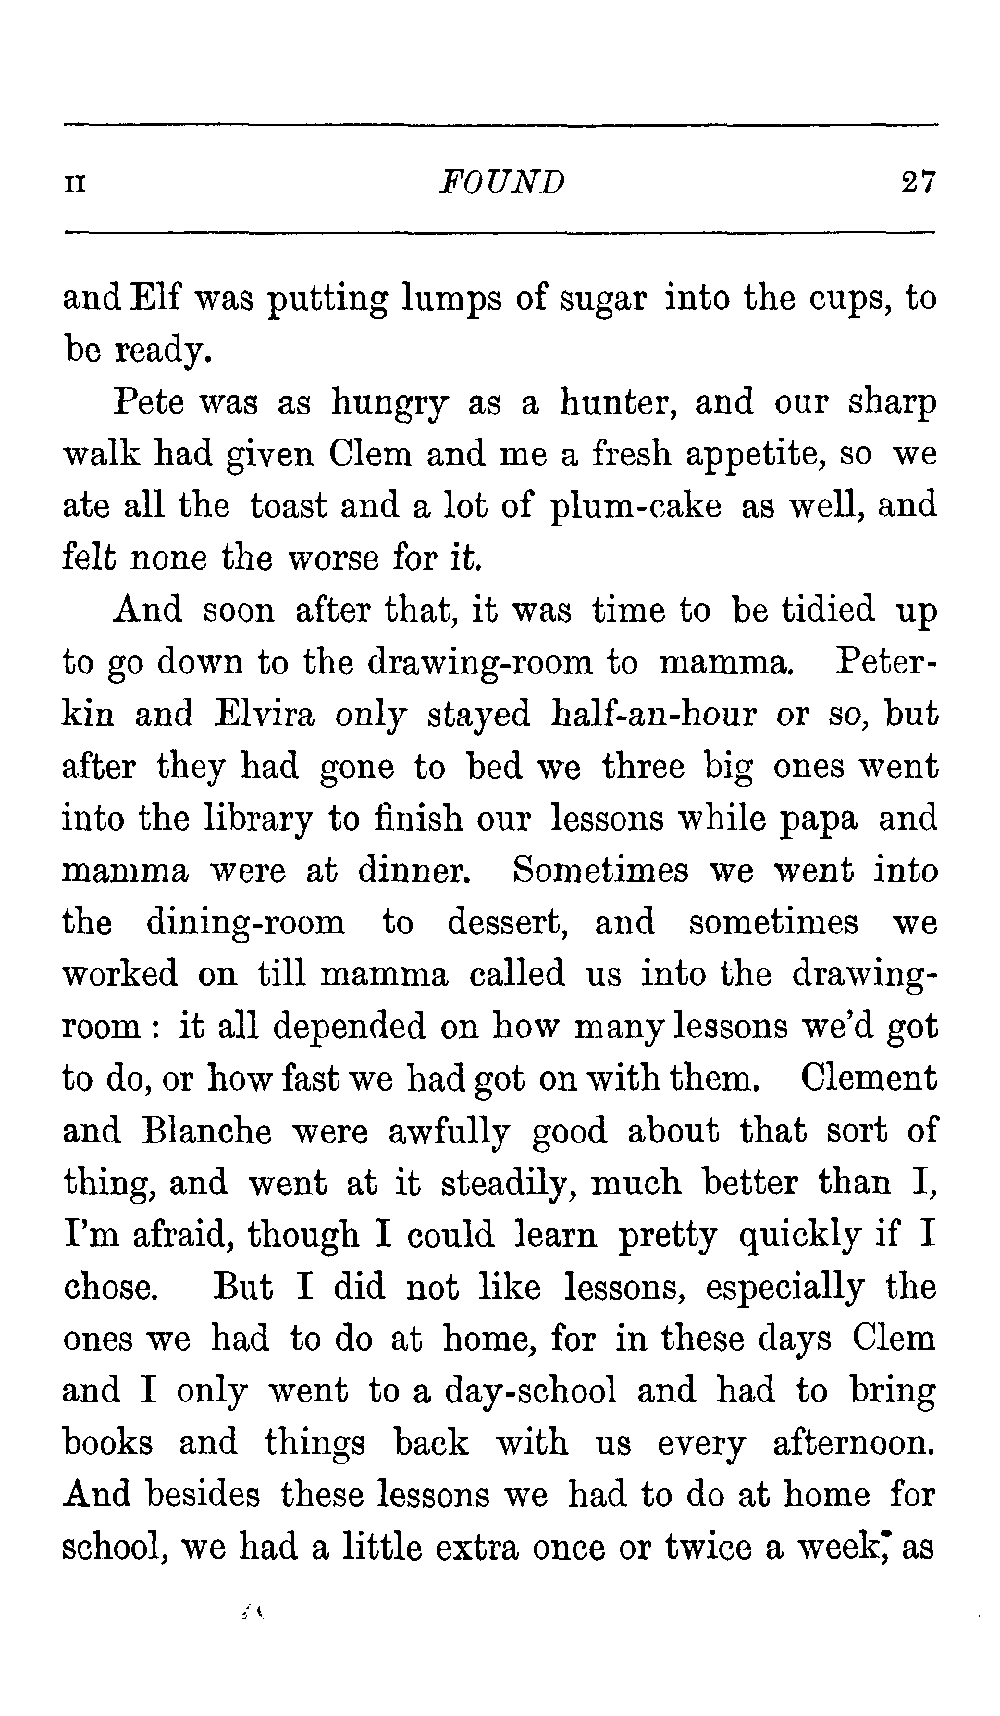 II FOUND 27
and Elf was putting lumps of sugar into the cups, to
be ready.
Pete was as hungry as a hunter, and our sharp
walk had given Clem and me a fresh appetite, so we
ate all the toast and a lot of plum-cake as well, and
felt none the worse for it.
And soon after that, it was time to be tidied up
to go down to the drawing-room to mamma. Peter-
kin and Elvira only stayed half-an-hour or so, but
after they had gone to bed we three big ones went
into the library to finish our lessons while papa and
mamma were at dinner. Sometimes we went into
the dining-room to dessert, and sometimes we
worked on till mamma called us into the drawing-
room : it all depended on how many lessons we'd got
to do, or how fast we had got on with them. Clement
and Blanche were awfully good about that sort of
thing, and went at it steadily, much better than I,
I'm afraid, though I could learn pretty quickly if I
chose. But I did not like lessons, especially the
ones we had to do at home, for in these days Clem
and I only went to a day-school and had to bring
books and things back with us every afternoon.
And besides these lessons we had to do at home for
school, we had a little extra once or twice a week, as